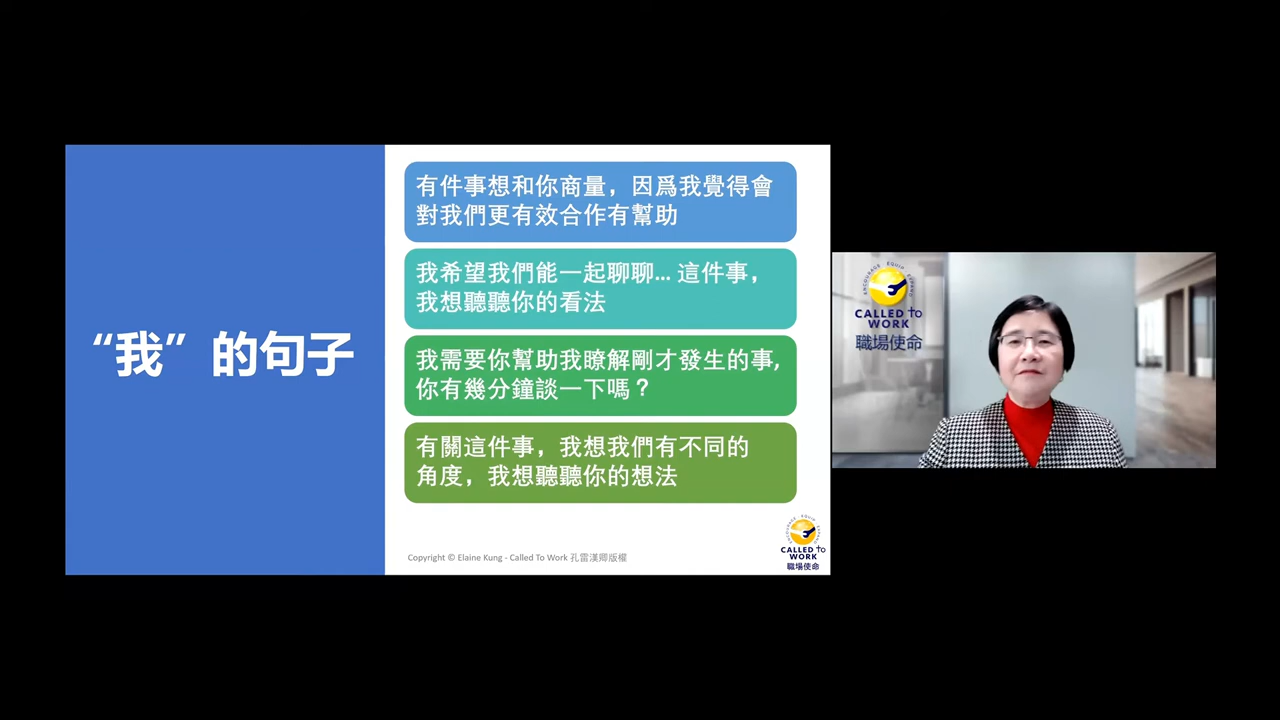 “我”的句子
有件事想和你商量，因爲我覺得會
對我們更有效合作有幫助
我希望我們能一起聊聊... 這件事，
我想聽聽你的看法
我需要你幫助我瞭解剛才發生的事,
你有幾分鐘談一下嗎？
有關這件事，我想我們有不同的
角度，我想聽聽你的想法
Copyright © Elaine Kung - Called To Work 孔雷漢卿版權
ENCOURAGE EQUIP EXPAND
CALLED TO
WORK
職場使命
ENCOURAGE EQUIP EXPAND
CALLED TO
WORK
職場使命